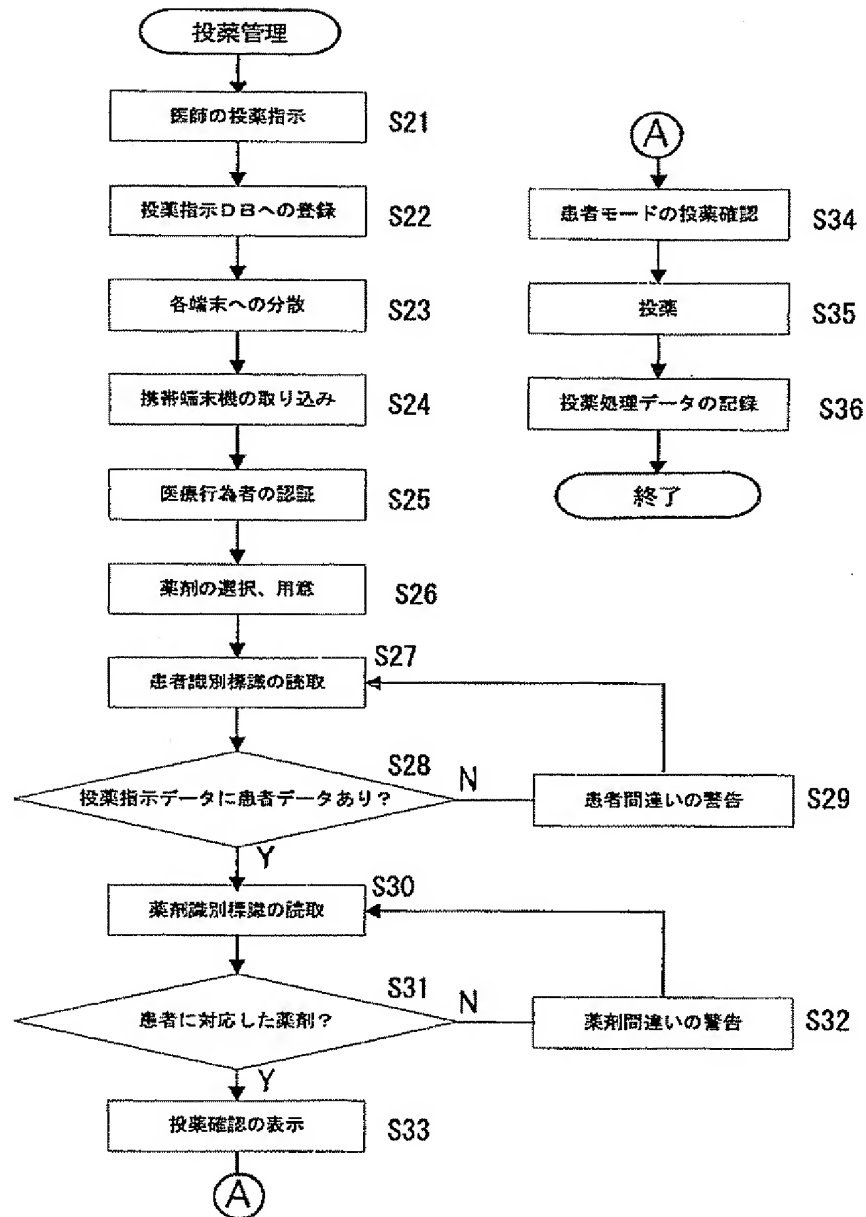 投薬管理
医師の投薬指示 S21
投薬指示DBへの登録 S22
各端末への分散 S23
携帯端末機の取り込み S24
医療行為者の認証 S25
薬剤の選択、用意 S26
患者識別標識の読取 S27
投薬指示データに患者データあり? S28
N
患者間違いの警告 S29
Y
薬剤識別標識の読取 S30
患者に対応した薬剤? S31
N
薬剤間違いの警告 S32
Y
投薬確認の表示 S33
A
A
患者モードの投薬確認 S34
投薬 S35
投薬処理データの記録 S36
終了